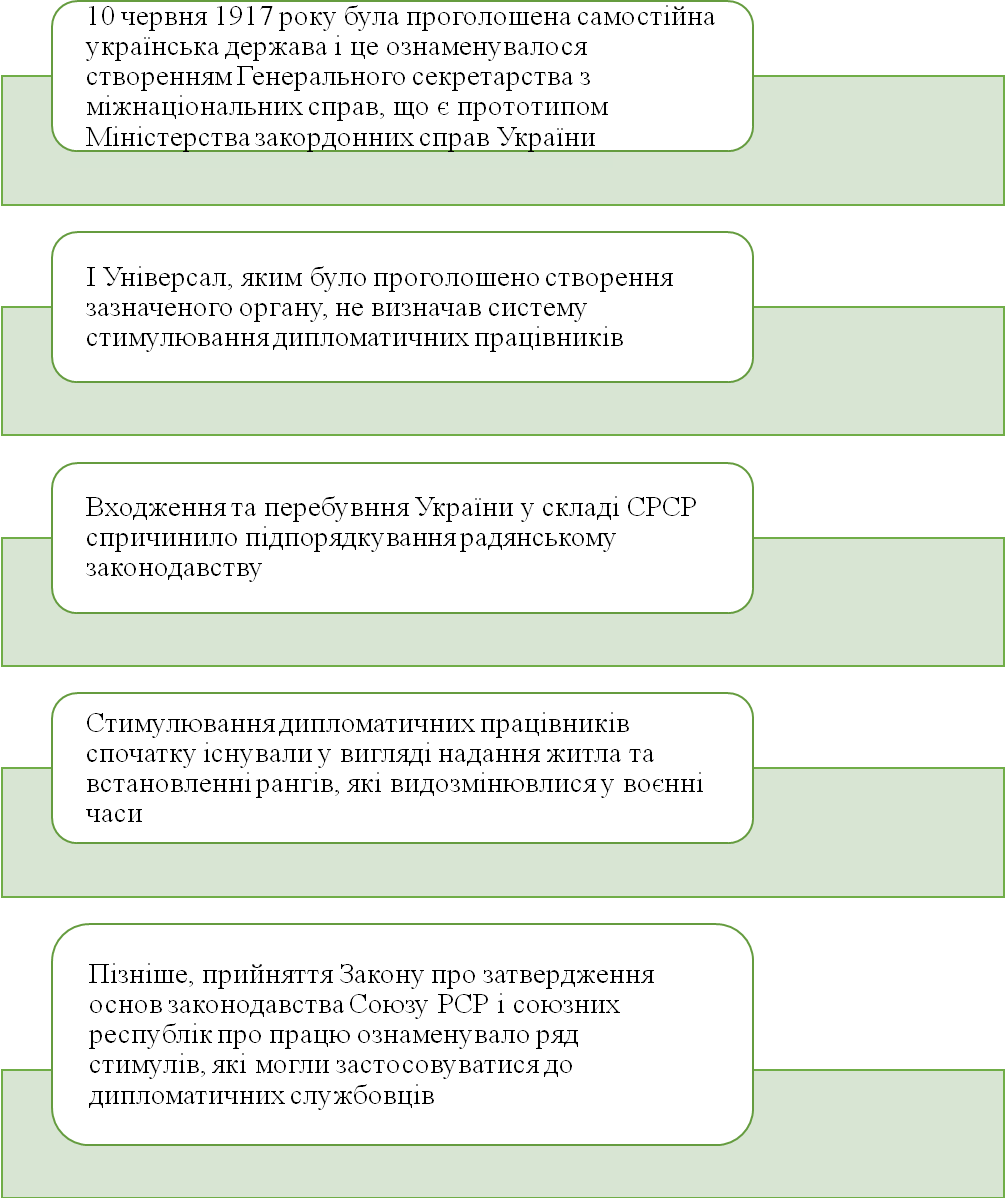 10 червня 1917 року була проголошена самостійна
українська держава і це ознаменувалося
створенням Генерального секретарства з
міжнаціональних справ, що є прототипом
Міністерства закордонних справ України
І Універсал, яким було проголошено створення
зазначеного органу, не визначав систему
стимулювання дипломатичних працівників
Входження та перебувння України у складі СРСР
спричинило підпорядкування радянському
законодавству
Стимулювання дипломатичних працівників
спочатку існували у вигляді надання житла та
встановленні рангів, які видозмінювлися у воєнні
часи
Пізніше, прийняття Закону про затвердження
основ законодавства Союзу РСР і союзних
республік про працю ознаменувало ряд
стимулів, які могли застосовуватися до
дипломатичних службовців